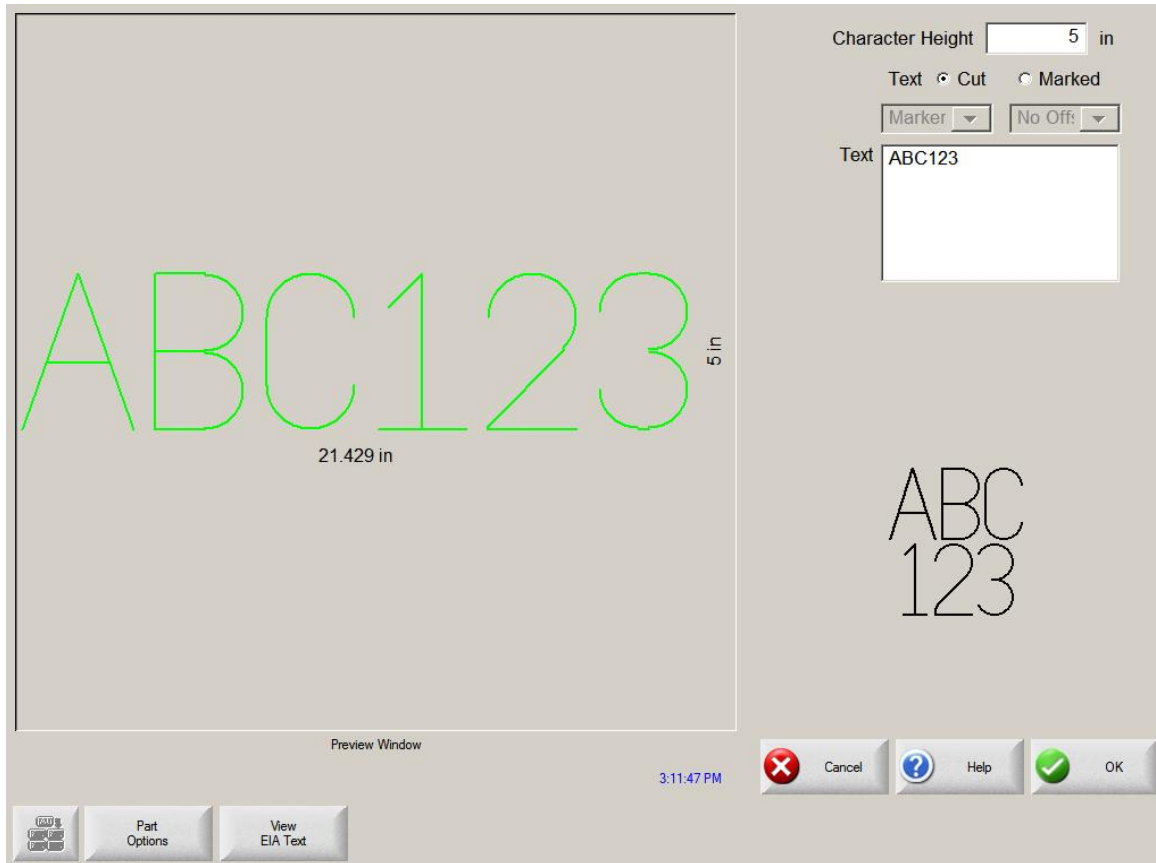 Character Height 5 in
Text Cut Marked
Marker No Off
Text ABC123
ABC123
5 in
21.429 in
ABC
123
Preview Window
3:11:47 PM
Cancel Help OK
Part
Options
View
EIA Text